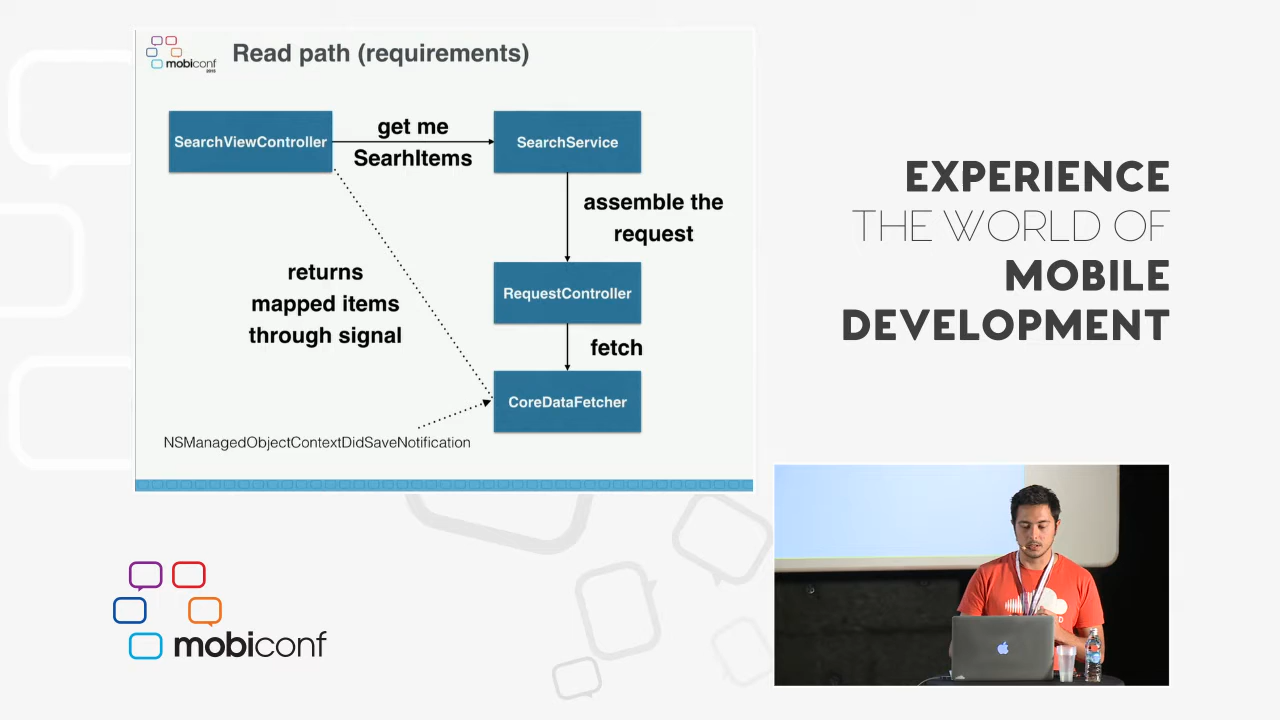 mobiconf
2015
Read path (requirements)
SearchViewController
get me
SearhItems
SearchService
assemble the
request
returns
mapped items
through signal
RequestController
fetch
CoreDataFetcher
NSManagedObjectContextDidSaveNotification
EXPERIENCE
THE WORLD OF
MOBILE
DEVELOPMENT
mobiconf